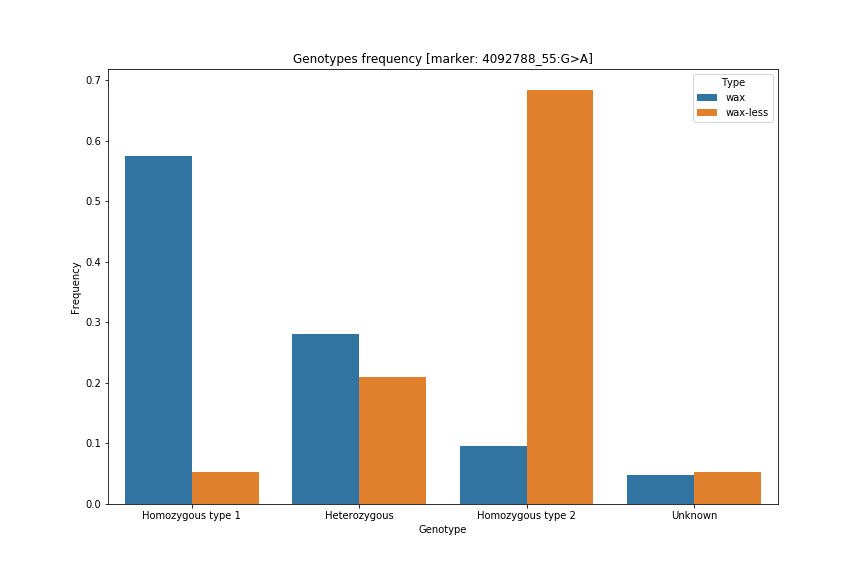 Genotypes frequency [marker: 4092788_55:G>A]
Type
wax
wax-less
0.7
0.6
0.5
0.4
0.3
0.2
0.1
0.0
Frequency
Homozygous type 1
Heterozygous
Homozygous type 2
Unknown
Genotype